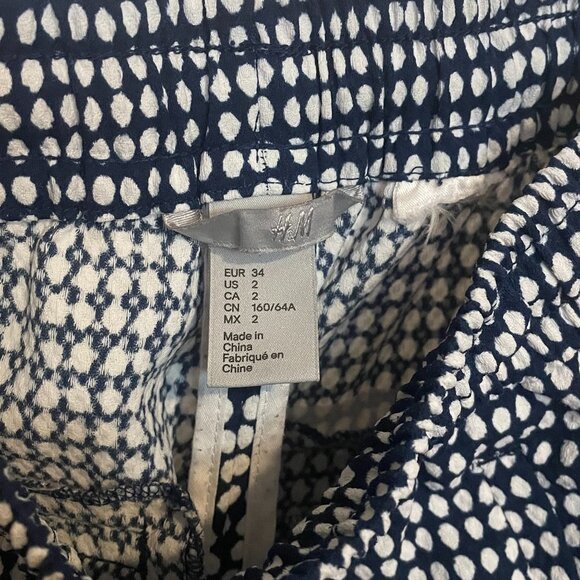 H&M
EUR 34
US 2
CA 2
CN 160/64A
MX 2
Made in
China
Fabriqué en
Chine